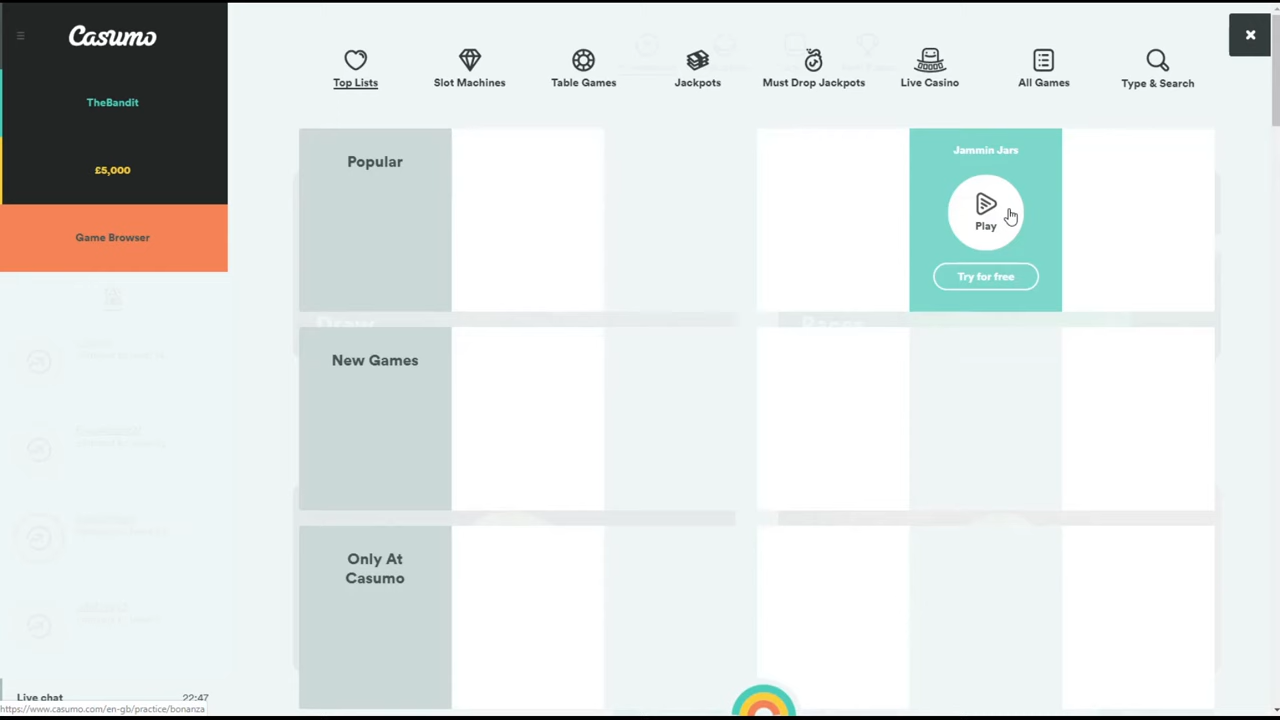 Casumo
TheBandit
£5,000
Game Browser
Top Lists
Slot Machines
Table Games
Jackpots
Must Drop Jackpots
Live Casino
All Games
Type & Search
Popular
Jammin Jars
Play
Try for free
New Games
Only At
Casumo
Live chat
22:47
https://www.casumo.com/en-gb/practice/bonanza